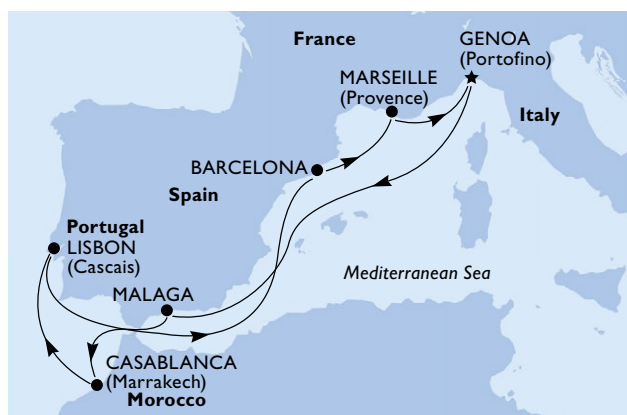 France
GENOA
(Portofino)
MARSEILLE
(Provence)
Italy
BARCELONA
Spain
Portugal
LISBON
(Cascais)
Mediterranean Sea
MALAGA
CASABLANCA
(Marrakech)
Morocco